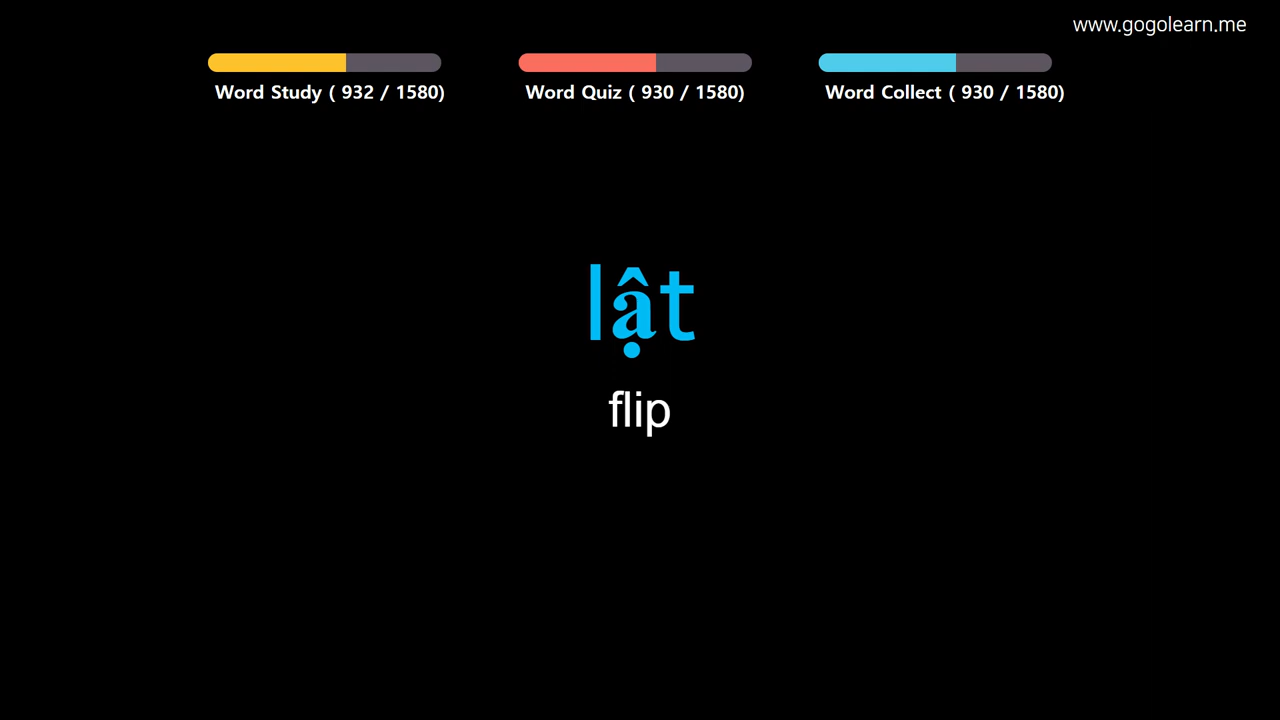 www.gogolearn.me
Word Study ( 932 / 1580)
Word Quiz ( 930 / 1580)
Word Collect ( 930 / 1580)
lật
flip